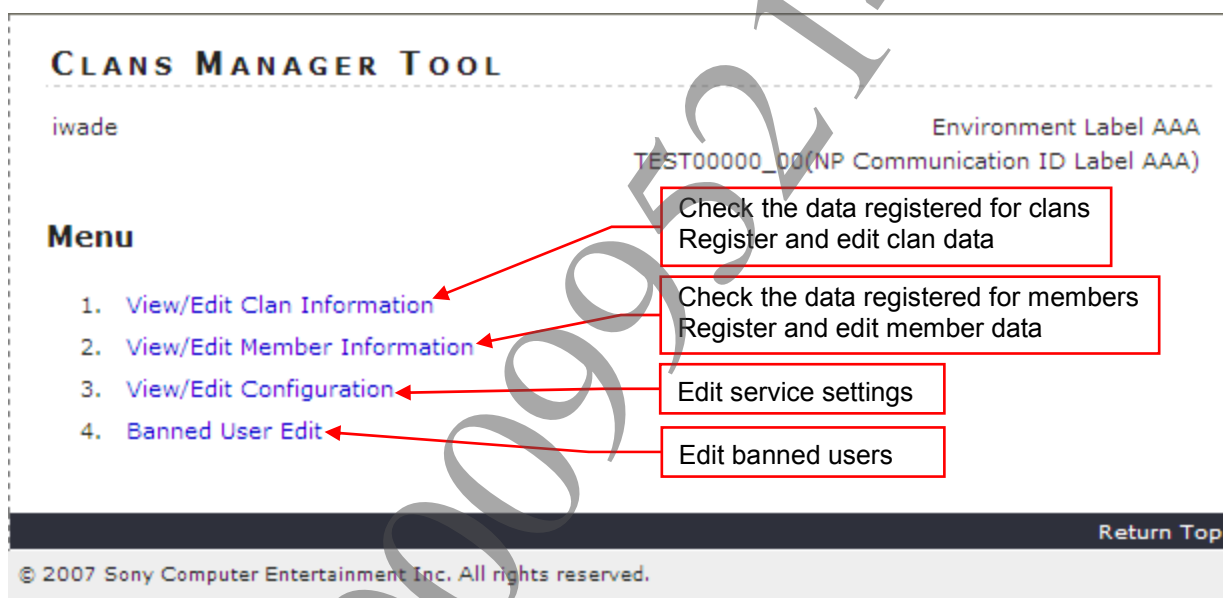 CLANS MANAGER TOOL
iwade
Environment Label AAA
TEST00000_00(NP Communication ID Label AAA)
Menu
Check the data registered for clans
Register and edit clan data
1. View/Edit Clan Information
Check the data registered for members
Register and edit member data
2. View/Edit Member Information
3. View/Edit Configuration
Edit service settings
4. Banned User Edit
Edit banned users
Return Top
© 2007 Sony Computer Entertainment Inc. All rights reserved.